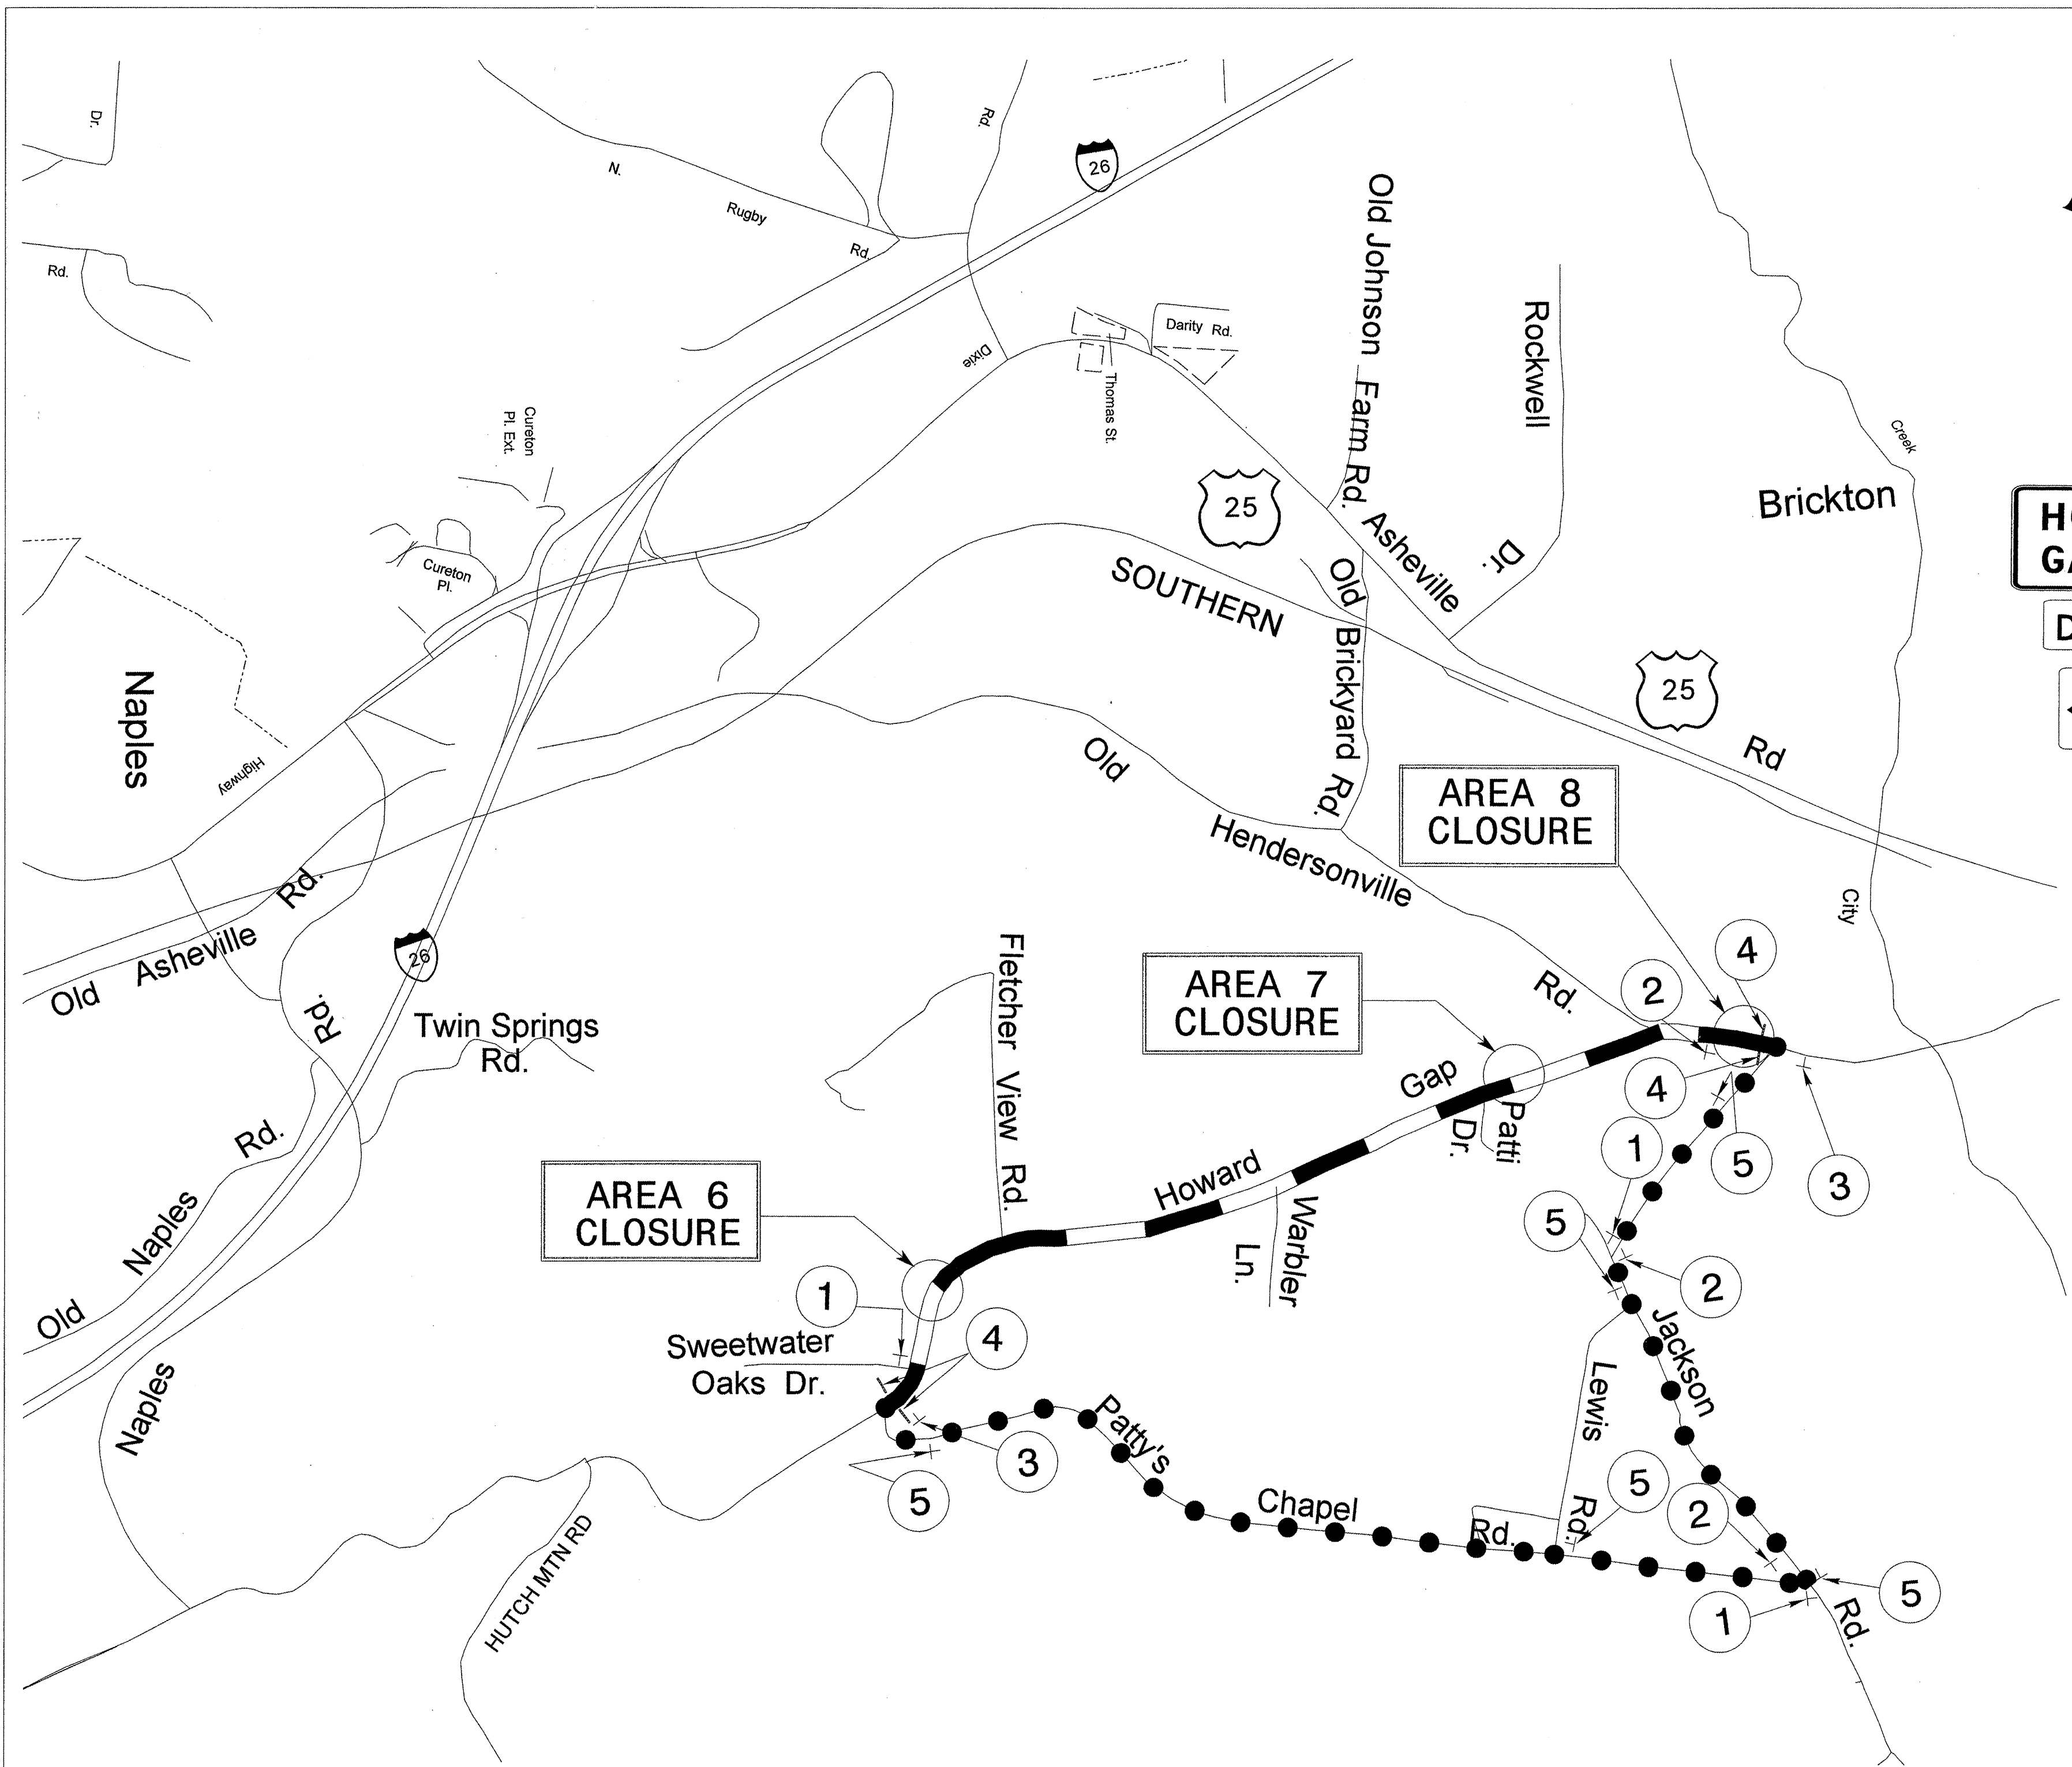 Dr.
N.
Rugby
Rd.
Rd.
26
Rd.
Dixie
Darity Rd.
Thomas St.
Old Johnson Farm Rd.
Rockwell
Dr.
Creek
Brickton
Cureton
Pl. Ext.
Cureton
Pl.
25
SOUTHERN
Asheville
Old Brickyard Rd.
25
Rd
Naples
Highway
Old
Hendersonville
Rd.
AREA 8
CLOSURE
City
Old Asheville Rd.
26
Rd.
Twin Springs
Rd.
Fletcher View Rd.
AREA 7
CLOSURE
2
4
4
1
5
3
Gap
Patti
Dr.
Howard
Warbler
Ln.
AREA 6
CLOSURE
Old Naples Rd.
Naples
1
Sweetwater
Oaks Dr.
4
3
5
5
2
Jackson
Lewis
Rd.
Patty's
Chapel
Rd.
5
2
5
1
Rd.
HUTCH MTN RD